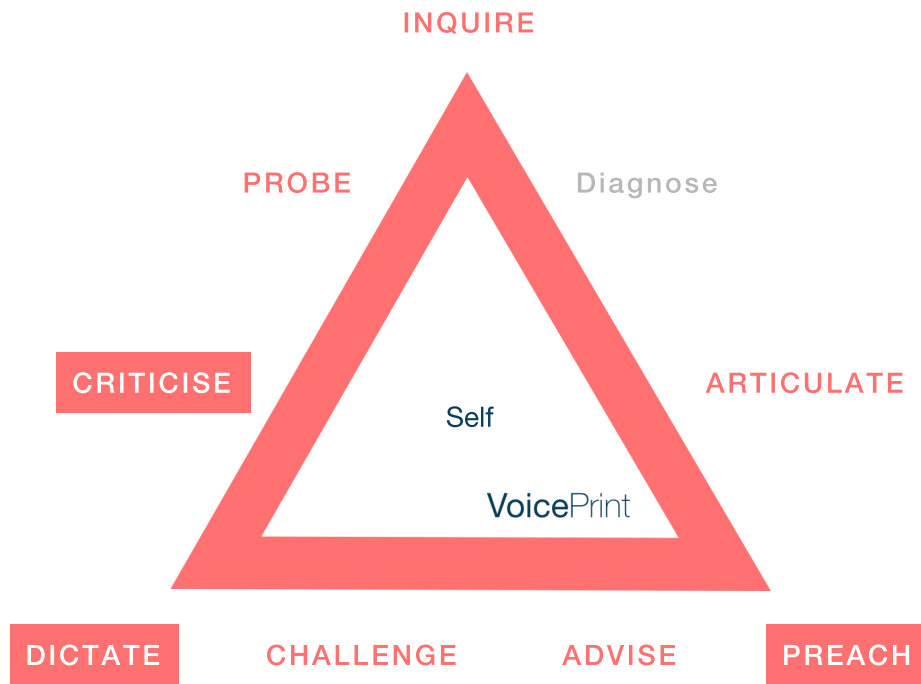 INQUIRE
PROBE
Diagnose
CRITICISE
ARTICULATE
Self
VoicePrint
DICTATE
CHALLENGE
ADVISE
PREACH